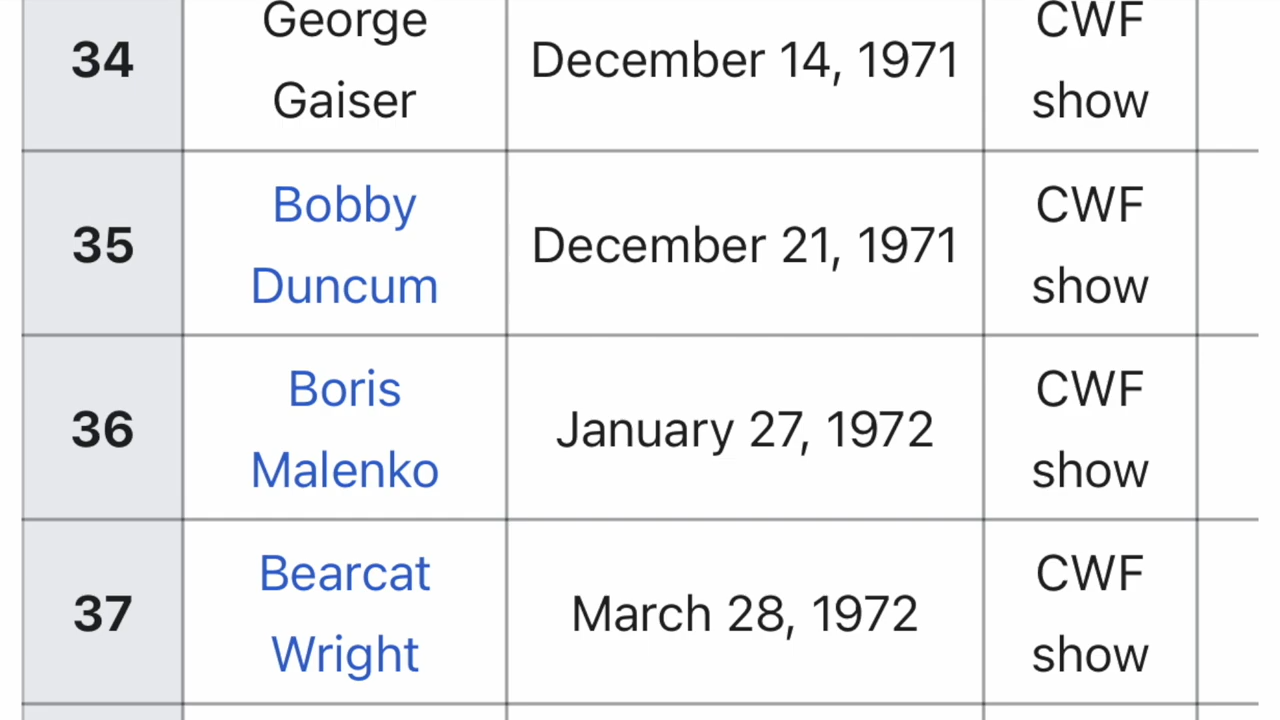 34 George Gaiser December 14, 1971 CWF show
35 Bobby Duncum December 21, 1971 CWF show
36 Boris Malenko January 27, 1972 CWF show
37 Bearcat Wright March 28, 1972 CWF show